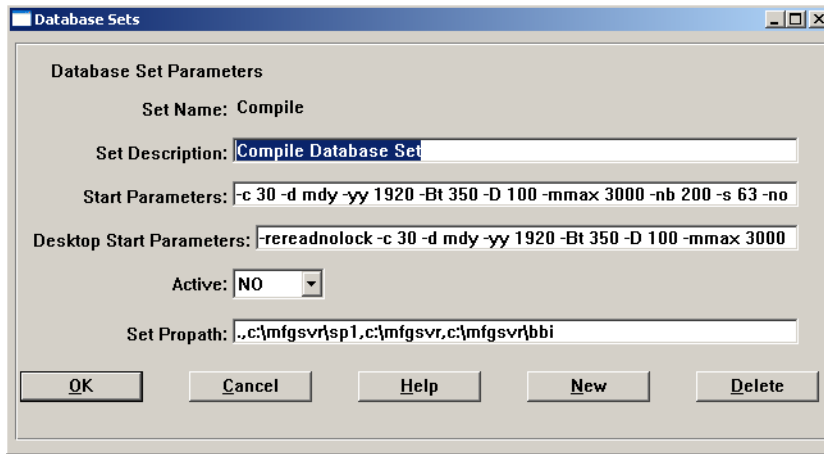 Database Sets
Database Set Parameters
Set Name: Compile
Set Description: Compile Database Set
Start Parameters: -c 30 -d mdy -yy 1920 -Bt 350 -D 100 -mmax 3000 -nb 200 -s 63 -no
Desktop Start Parameters: -rereadnolock -c 30 -d mdy -yy 1920 -Bt 350 -D 100 -mmax 3000
Active: NO
Set Propath: .,c:\mfgsvr\sp1,c:\mfgsvr,c:\mfgsvr\bbi
OK Cancel Help New Delete